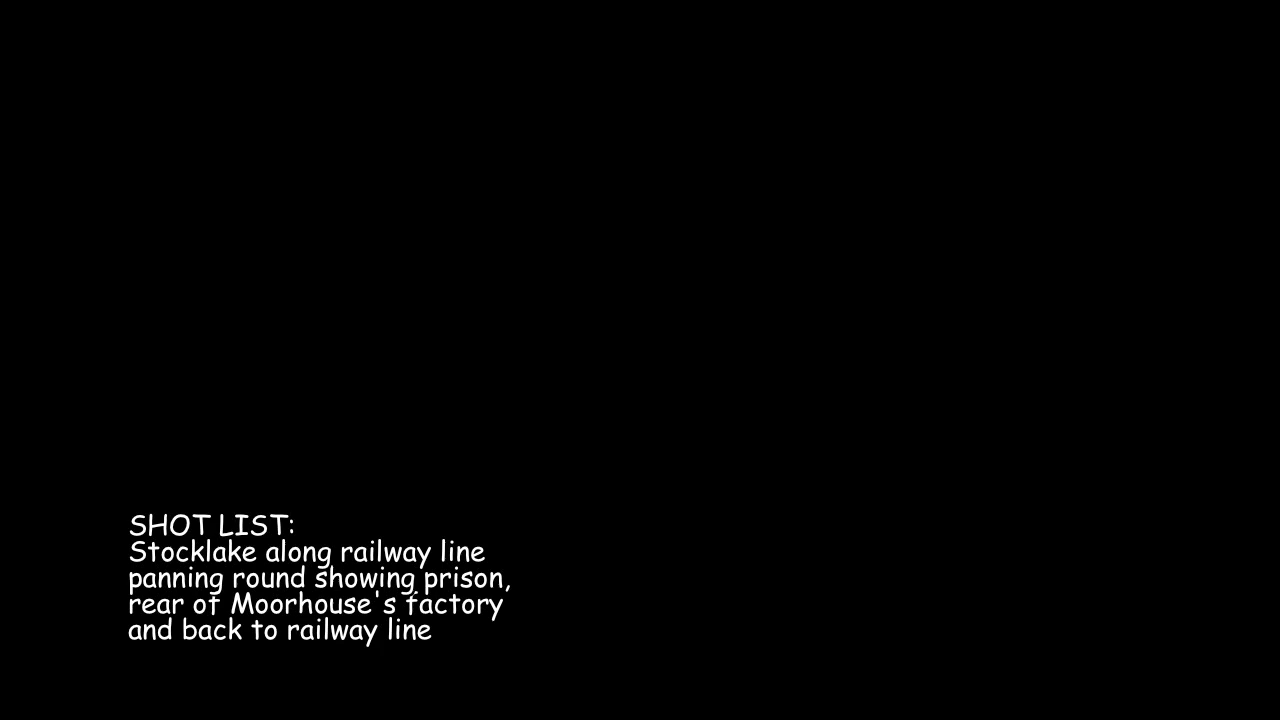 SHOT LIST:
Stocklake along railway line
panning round showing prison,
rear of Moorhouse's factory
and back to railway line